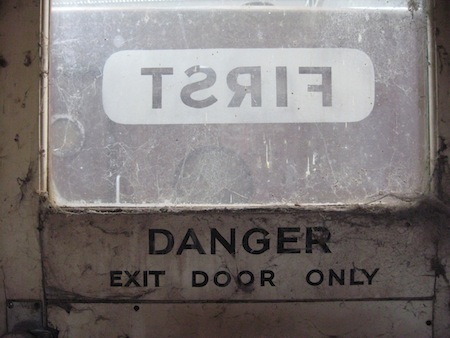 FIRST
DANGER
EXIT DOOR ONLY